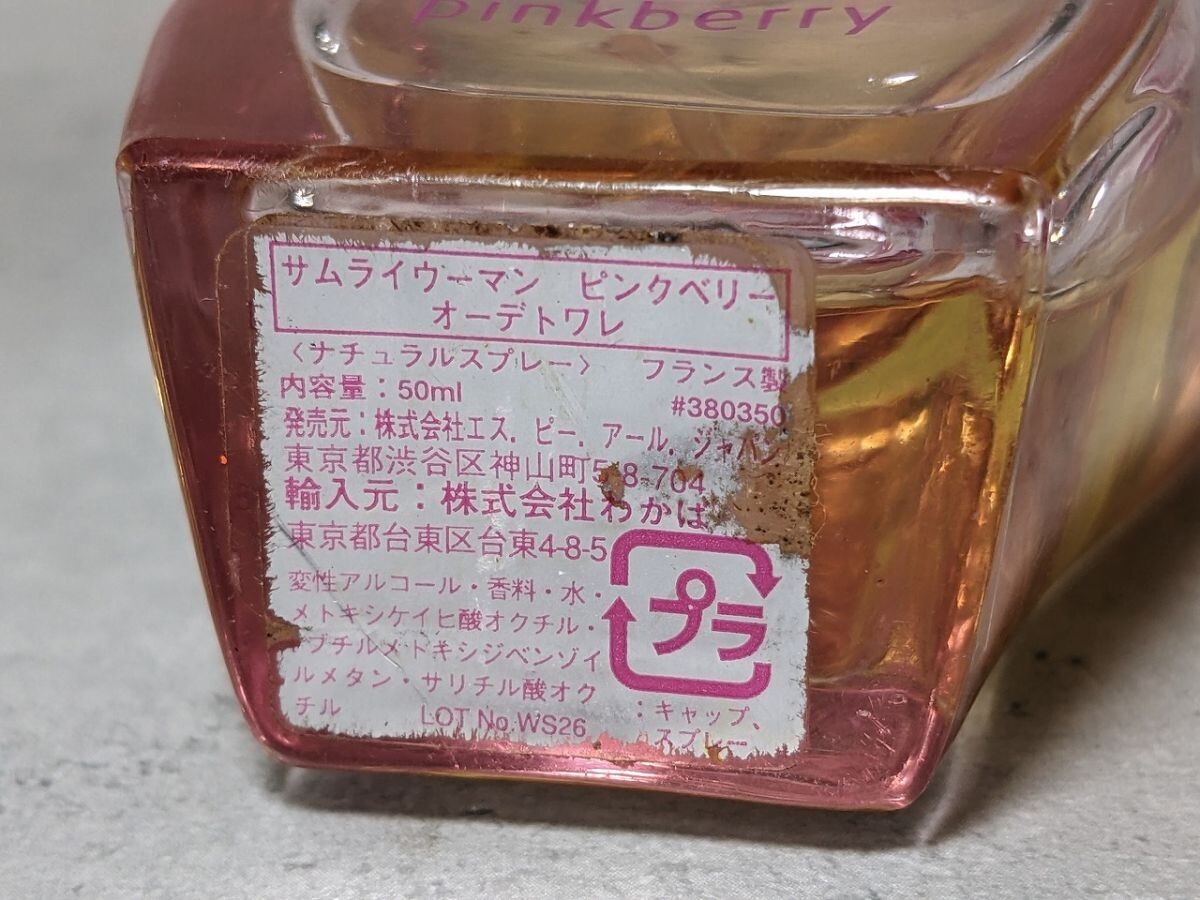 pinkberry
サムライウーマン　ピンクベリー
オーデトワレ
〈ナチュラルスプレー〉　フランス製
内容量：50ml　#380350
発売元：株式会社エス．ピー．アール．ジャパン
東京都渋谷区神山町5-8-704
輸入元：株式会社わかば
東京都台東区台東4-8-5
変性アルコール・香料・水・
メトキシケイヒ酸オクチル・
ブチルメトキシジベンゾイ
ルメタン・サリチル酸オク
チル　LOT No.WS26
プラ
：キャップ、
スプレー